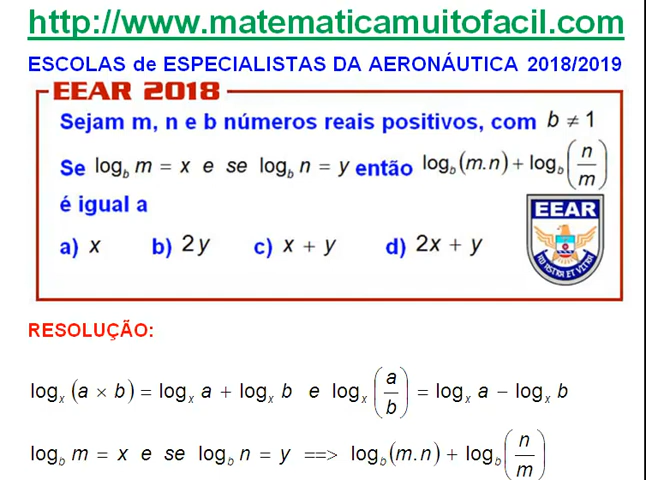 http://www.matematicamuitofacil.com
ESCOLAS de ESPECIALISTAS DA AERONÁUTICA 2018/2019
EEAR 2018
Sejam m, n e b números reais positivos, com b ≠ 1
Se log_b m = x e se log_b n = y então log_b(m.n) + log_b(n/m)
é igual a
a) x b) 2y c) x + y d) 2x + y
EEAR
RESOLUÇÃO:
log_x (a × b) = log_x a + log_x b e log_x (a/b) = log_x a − log_x b
log_b m = x e se log_b n = y ==> log_b(m.n) + log_b(n/m)